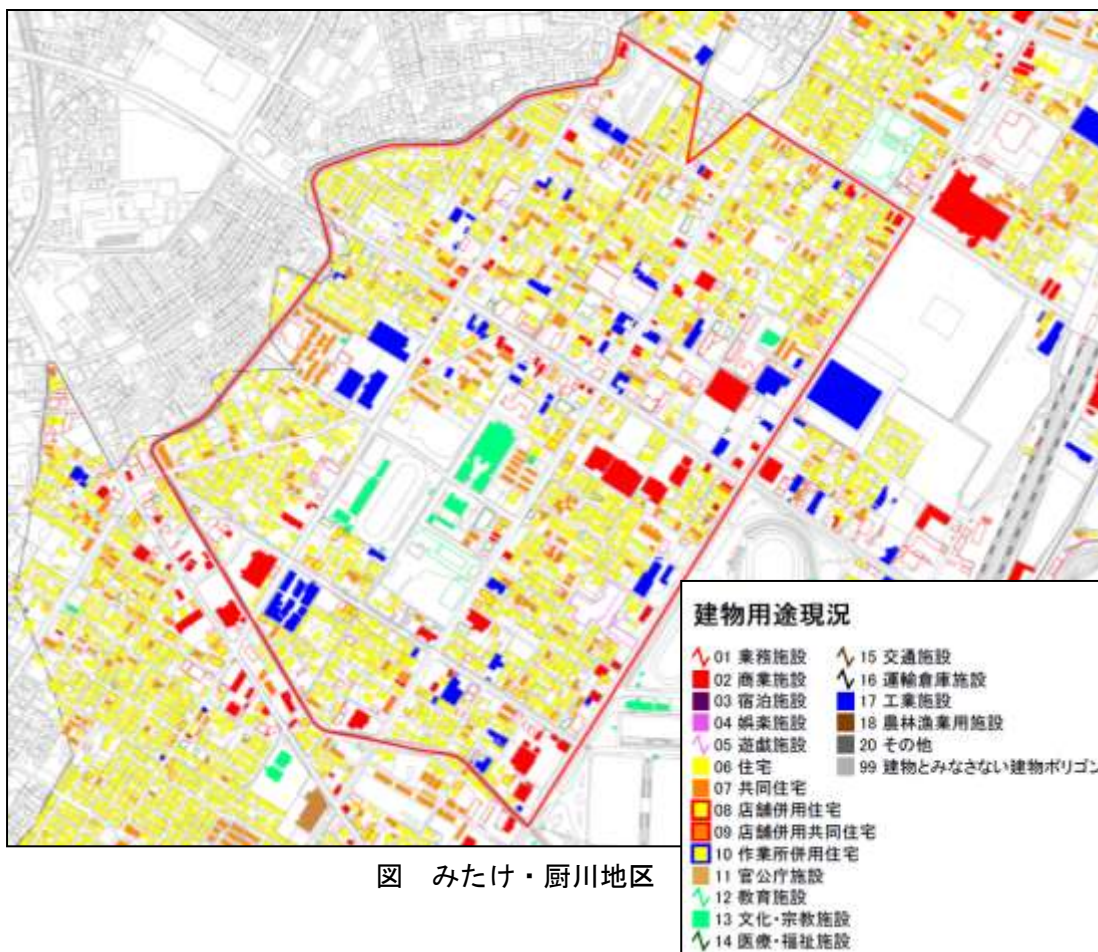 図 みたけ・厨川地区
建物用途現況
01 業務施設
02 商業施設
03 宿泊施設
04 娯楽施設
05 遊戯施設
06 住宅
07 共同住宅
08 店舗併用住宅
09 店舗併用共同住宅
10 作業所併用住宅
11 官公庁施設
12 教育施設
13 文化・宗教施設
14 医療・福祉施設
15 交通施設
16 運輸倉庫施設
17 工業施設
18 農林漁業用施設
20 その他
99 建物とみなさない建物ポリゴン